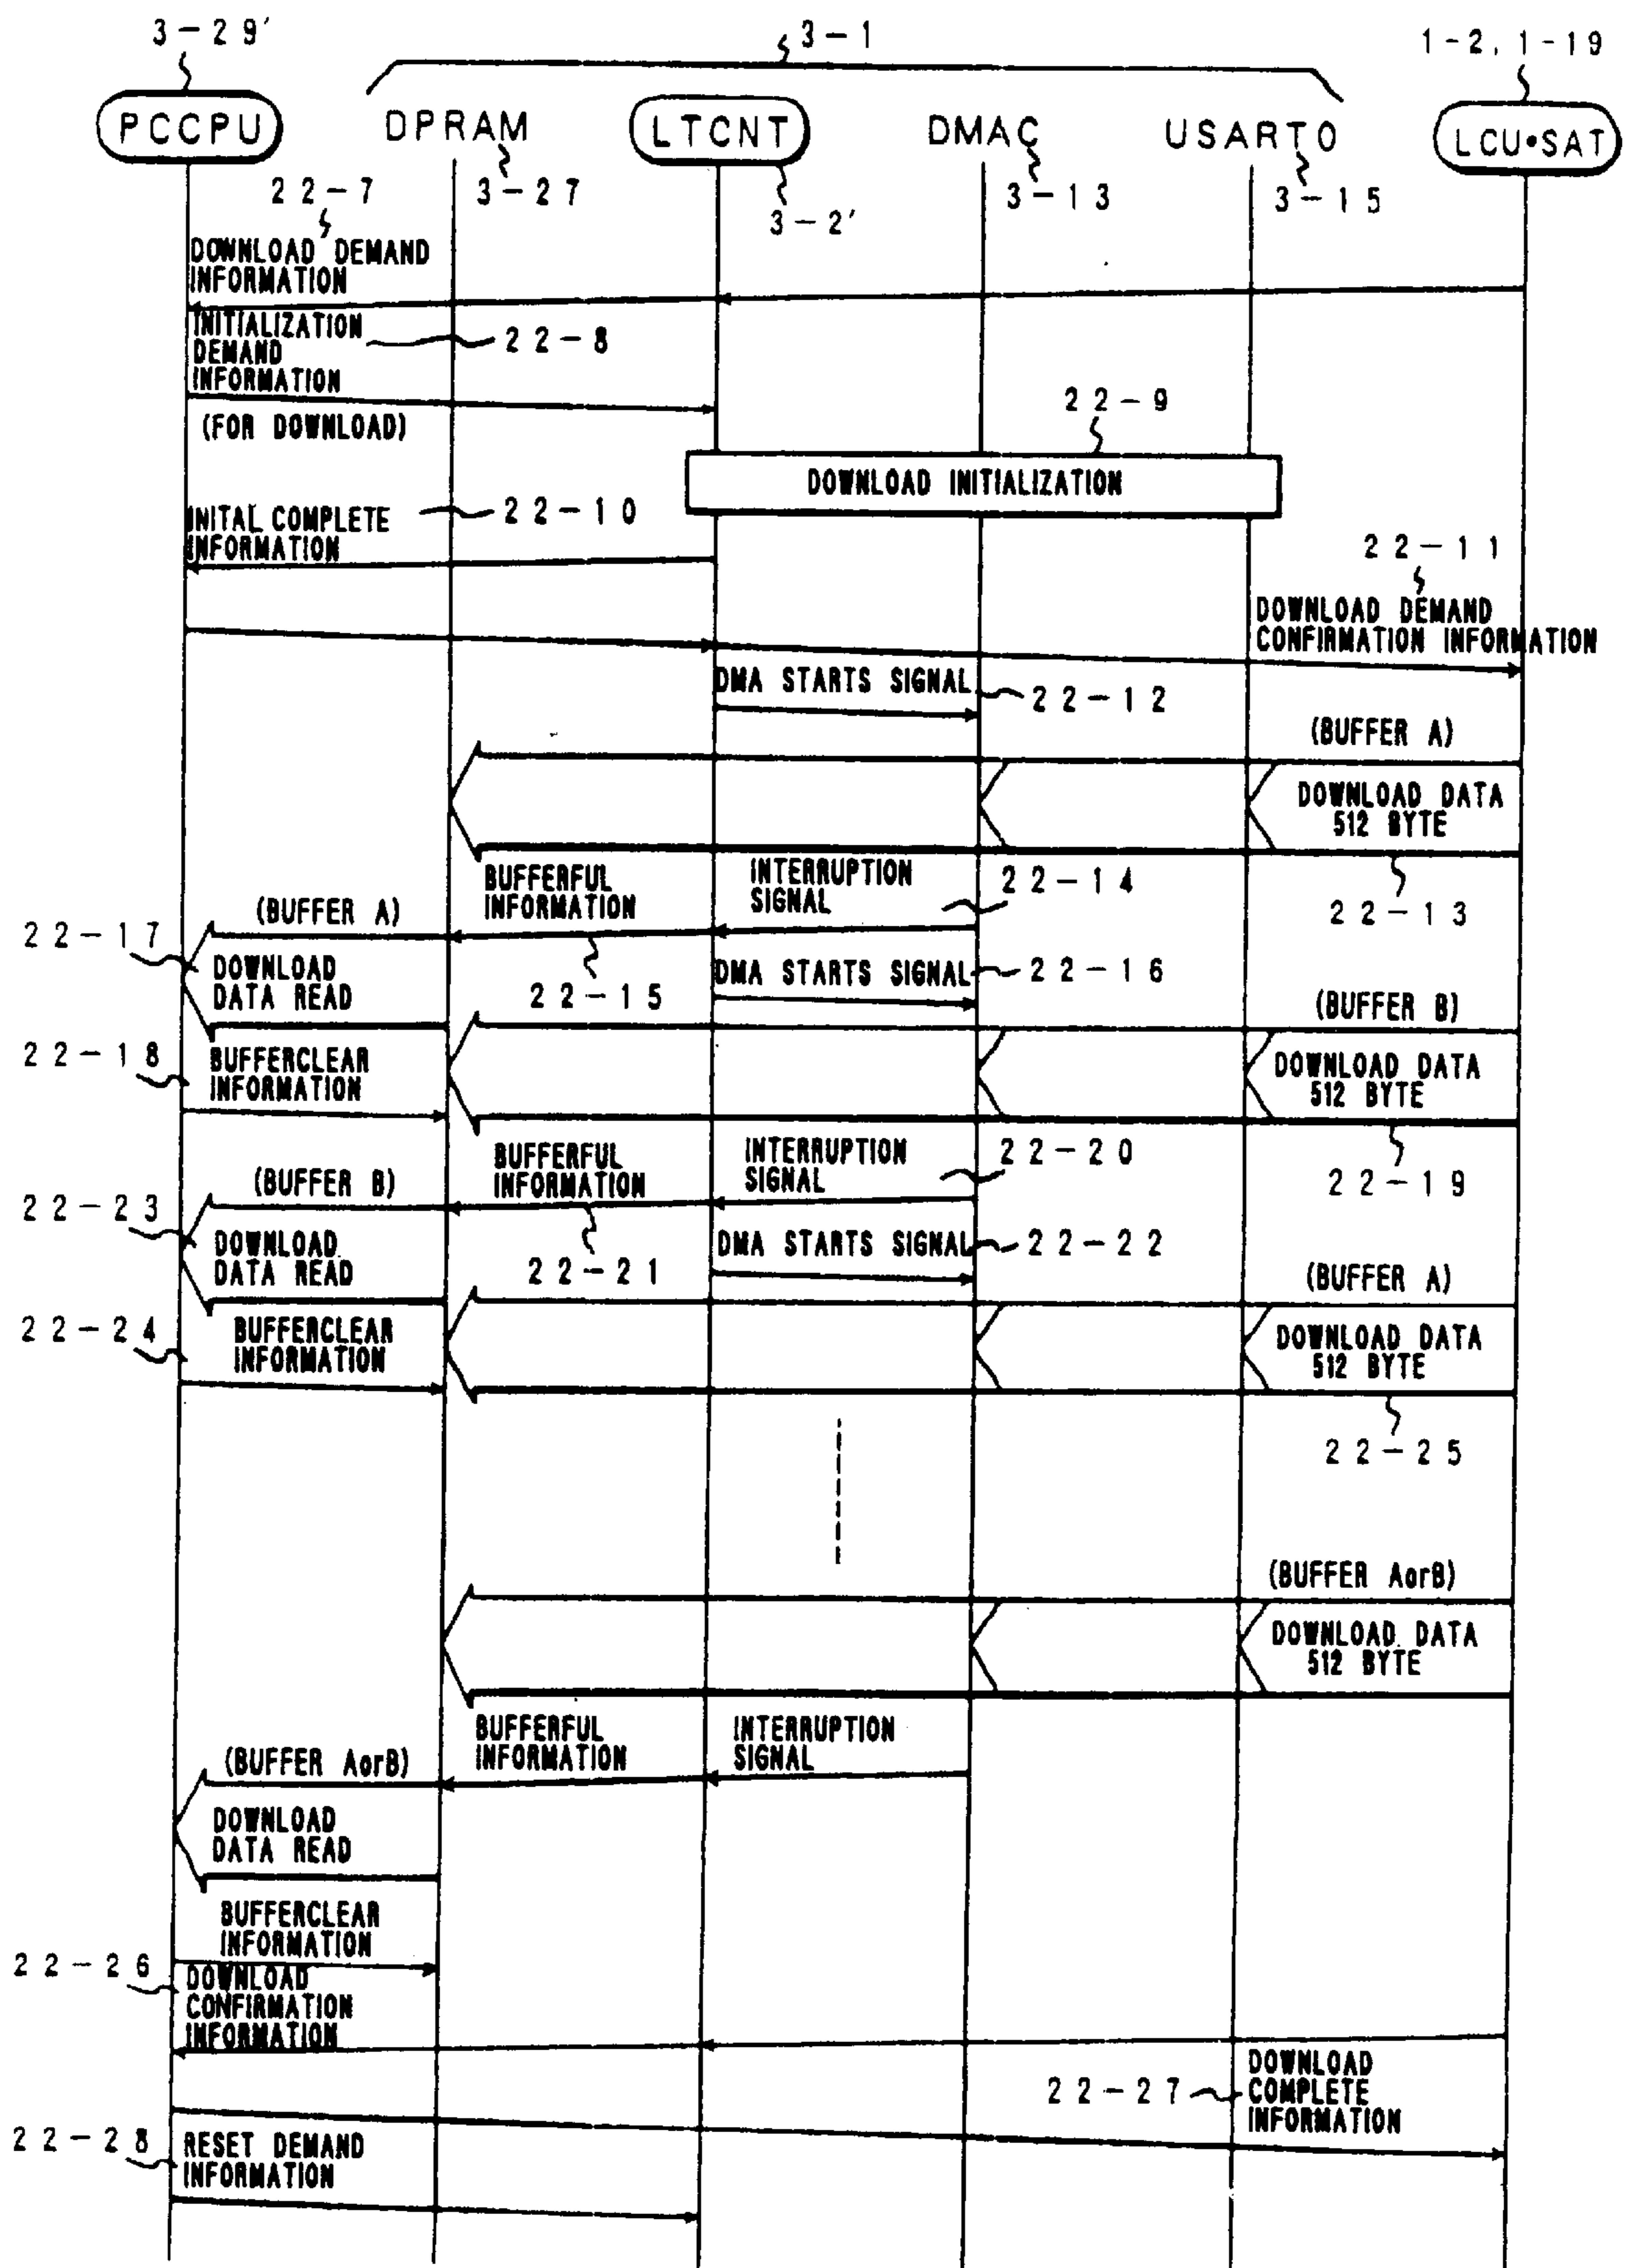 3-29'
3-1
1-2, 1-19
PCCPU
DPRAM
LTCNT
DMAC
USARTO
LCU•SAT
3-27
3-2'
3-13
3-15
22-7
DOWNLOAD DEMAND
INFORMATION
INITIALIZATION
DEMAND
INFORMATION
22-8
(FOR DOWNLOAD)
22-9
DOWNLOAD INITIALIZATION
INITAL COMPLETE
INFORMATION
22-10
22-11
DOWNLOAD DEMAND
CONFIRMATION INFORMATION
DMA STARTS SIGNAL
22-12
(BUFFER A)
DOWNLOAD DATA
512 BYTE
22-13
BUFFERFUL
INFORMATION
INTERRUPTION
SIGNAL
22-14
(BUFFER A)
22-17
DOWNLOAD
DATA READ
22-15
DMA STARTS SIGNAL
22-16
(BUFFER B)
22-18
BUFFERCLEAR
INFORMATION
DOWNLOAD DATA
512 BYTE
22-19
BUFFERFUL
INFORMATION
INTERRUPTION
SIGNAL
22-20
(BUFFER B)
22-23
DOWNLOAD
DATA READ
22-21
DMA STARTS SIGNAL
22-22
(BUFFER A)
22-24
BUFFERCLEAR
INFORMATION
DOWNLOAD DATA
512 BYTE
22-25
(BUFFER AorB)
DOWNLOAD DATA
512 BYTE
BUFFERFUL
INFORMATION
INTERRUPTION
SIGNAL
(BUFFER AorB)
DOWNLOAD
DATA READ
BUFFERCLEAR
INFORMATION
22-26
DOWNLOAD
CONFIRMATION
INFORMATION
22-27
DOWNLOAD
COMPLETE
INFORMATION
22-28
RESET DEMAND
INFORMATION